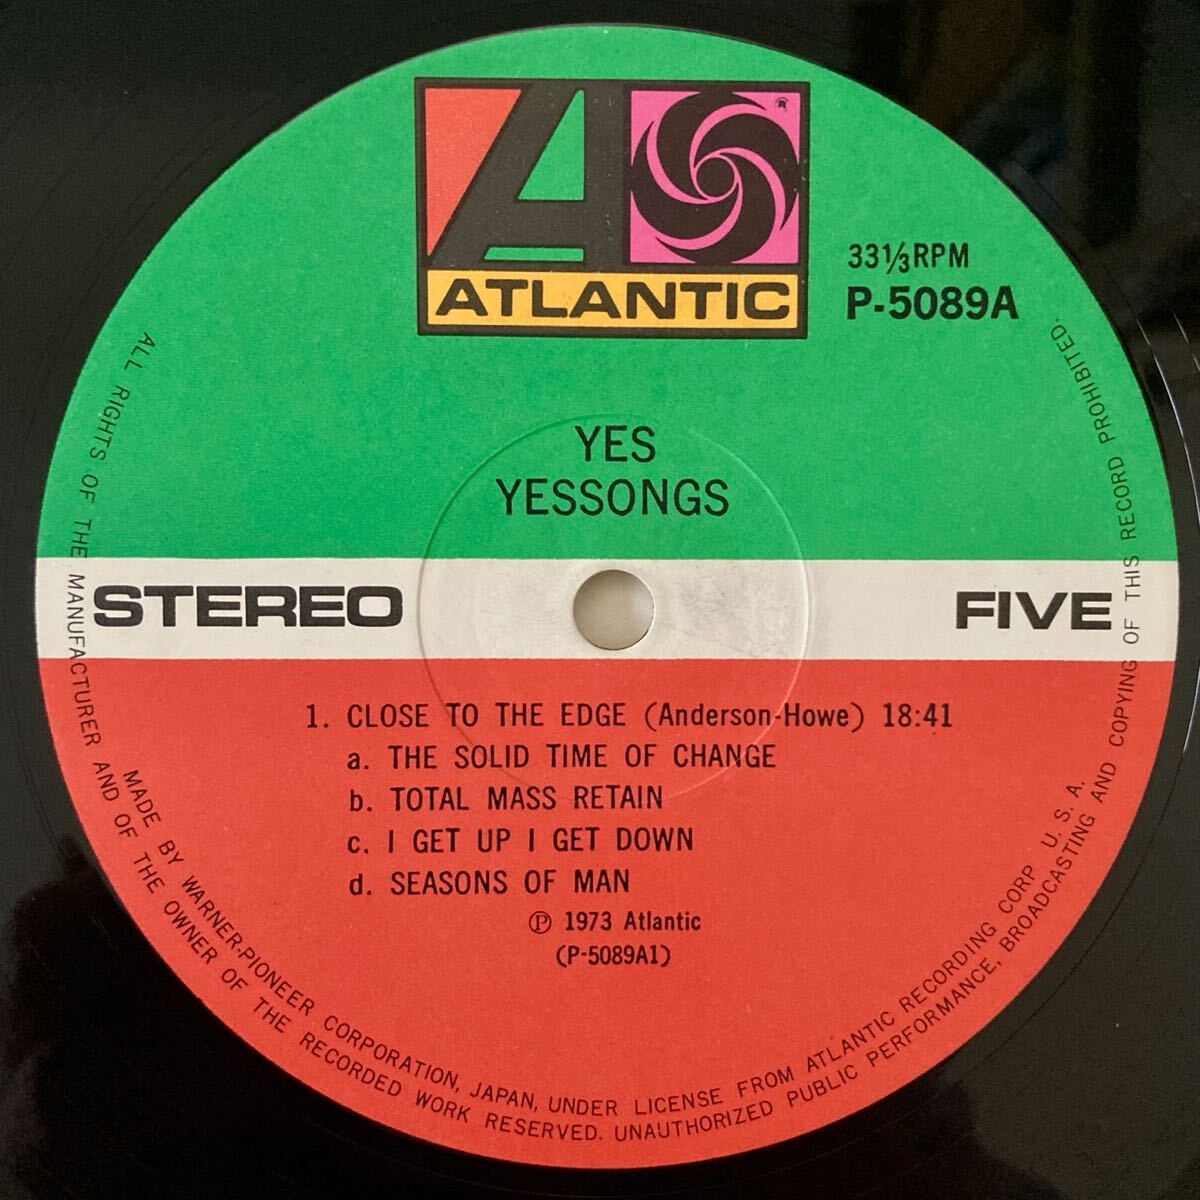 ATLANTIC
33⅓RPM
P-5089A
YES
YESSONGS
STEREO
FIVE
1. CLOSE TO THE EDGE (Anderson-Howe) 18:41
a. THE SOLID TIME OF CHANGE
b. TOTAL MASS RETAIN
c. I GET UP I GET DOWN
d. SEASONS OF MAN
℗ 1973 Atlantic
(P-5089A1)
MADE BY WARNER-PIONEER CORPORATION, JAPAN, UNDER LICENSE FROM ATLANTIC RECORDING CORP. U. S. A.
ALL RIGHTS OF THE MANUFACTURER AND OF THE OWNER OF THE RECORDED WORK RESERVED. UNAUTHORIZED PUBLIC PERFORMANCE, BROADCASTING AND COPYING OF THIS RECORD PROHIBITED.